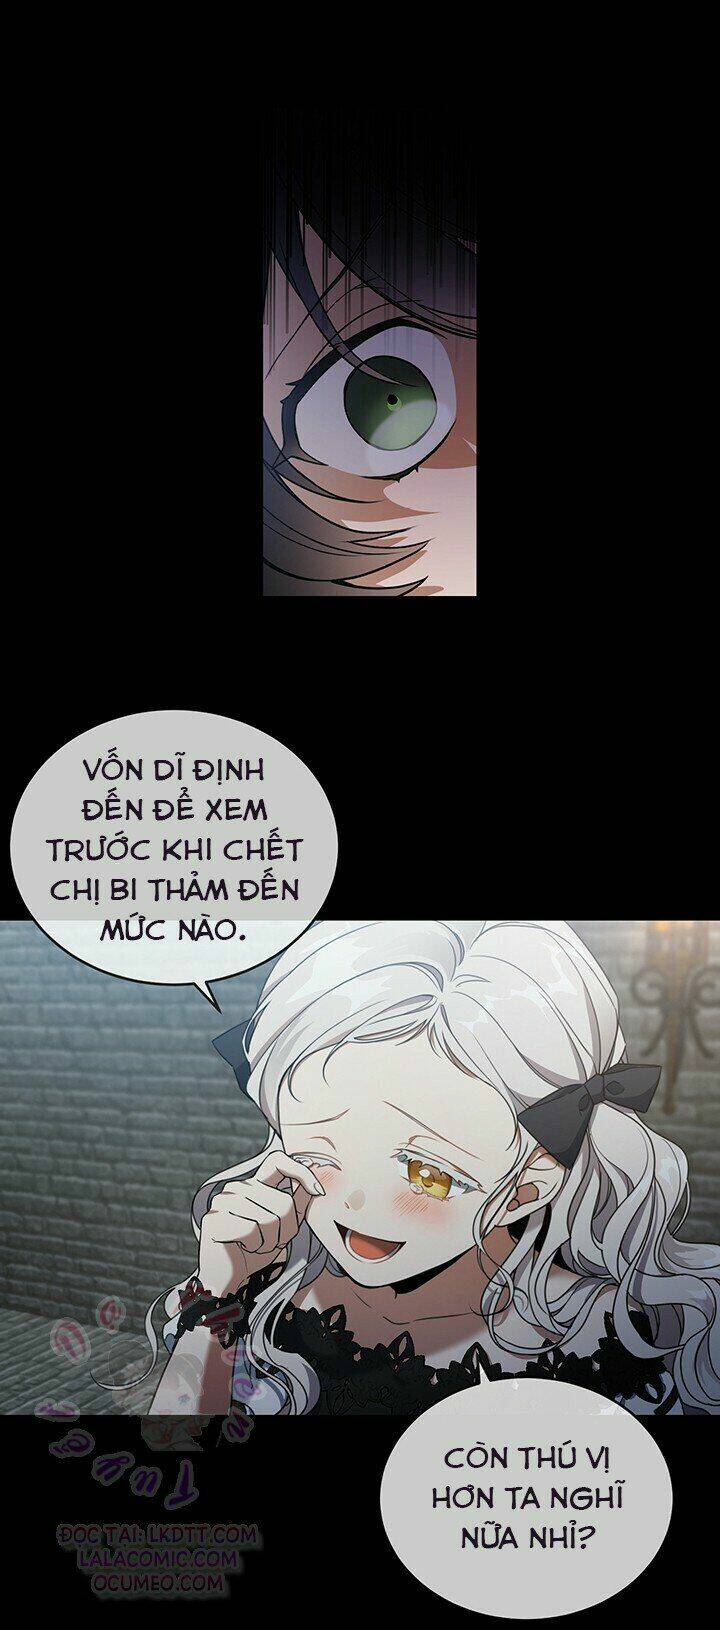 VỐN DĨ ĐỊNH
ĐẾN ĐỂ XEM
TRƯỚC KHI CHẾT
CHỊ BI THẢM ĐẾN
MỨC NÀO.
CÒN THÚ VỊ
HƠN TA NGHĨ
NỮA NHỈ?
ĐỌC TẠI: LKDTT.COM
LALACOMIC.COM
OCUMEO.COM